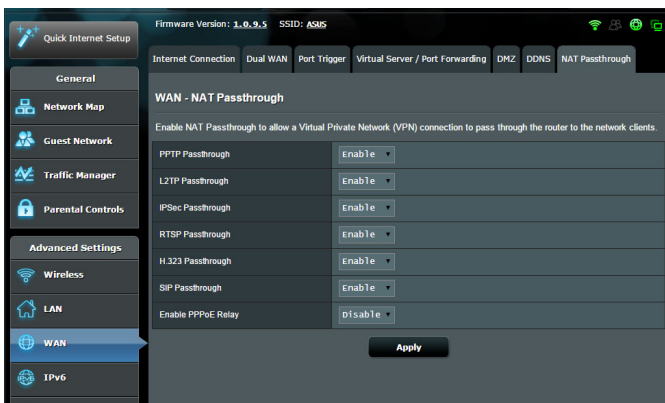 Quick Internet Setup
General
Network Map
Guest Network
Traffic Manager
Parental Controls
Advanced Settings
Wireless
LAN
WAN
IPv6
Firmware Version: 1.0.9.5 SSID: ASUS
Internet Connection Dual WAN Port Trigger Virtual Server / Port Forwarding DMZ DDNS NAT Passthrough
WAN - NAT Passthrough
Enable NAT Passthrough to allow a Virtual Private Network (VPN) connection to pass through the router to the network clients.
PPTP Passthrough Enable
L2TP Passthrough Enable
IPSec Passthrough Enable
RTSP Passthrough Enable
H.323 Passthrough Enable
SIP Passthrough Enable
Enable PPPoE Relay Disable
Apply